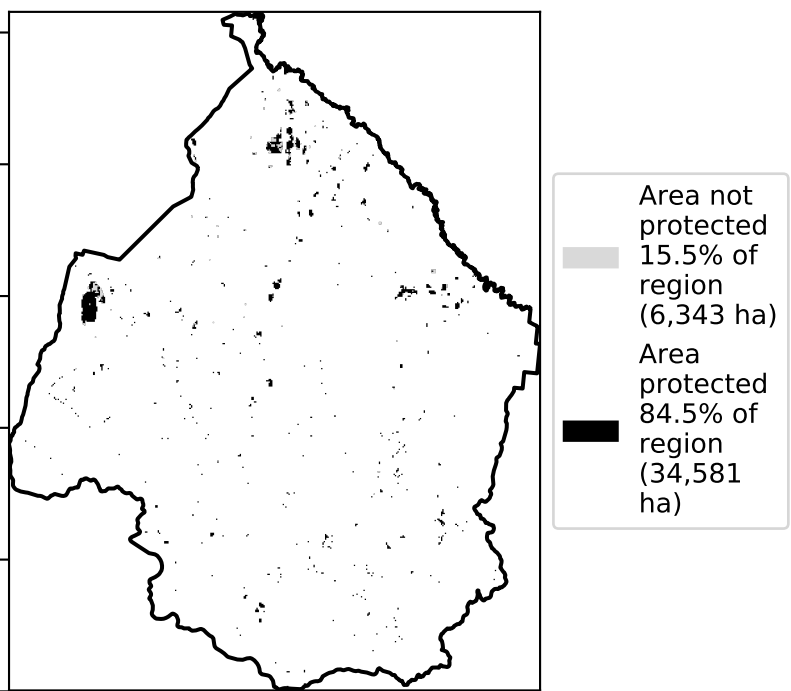 Area not
protected
15.5% of
region
(6,343 ha)
Area
protected
84.5% of
region
(34,581
ha)